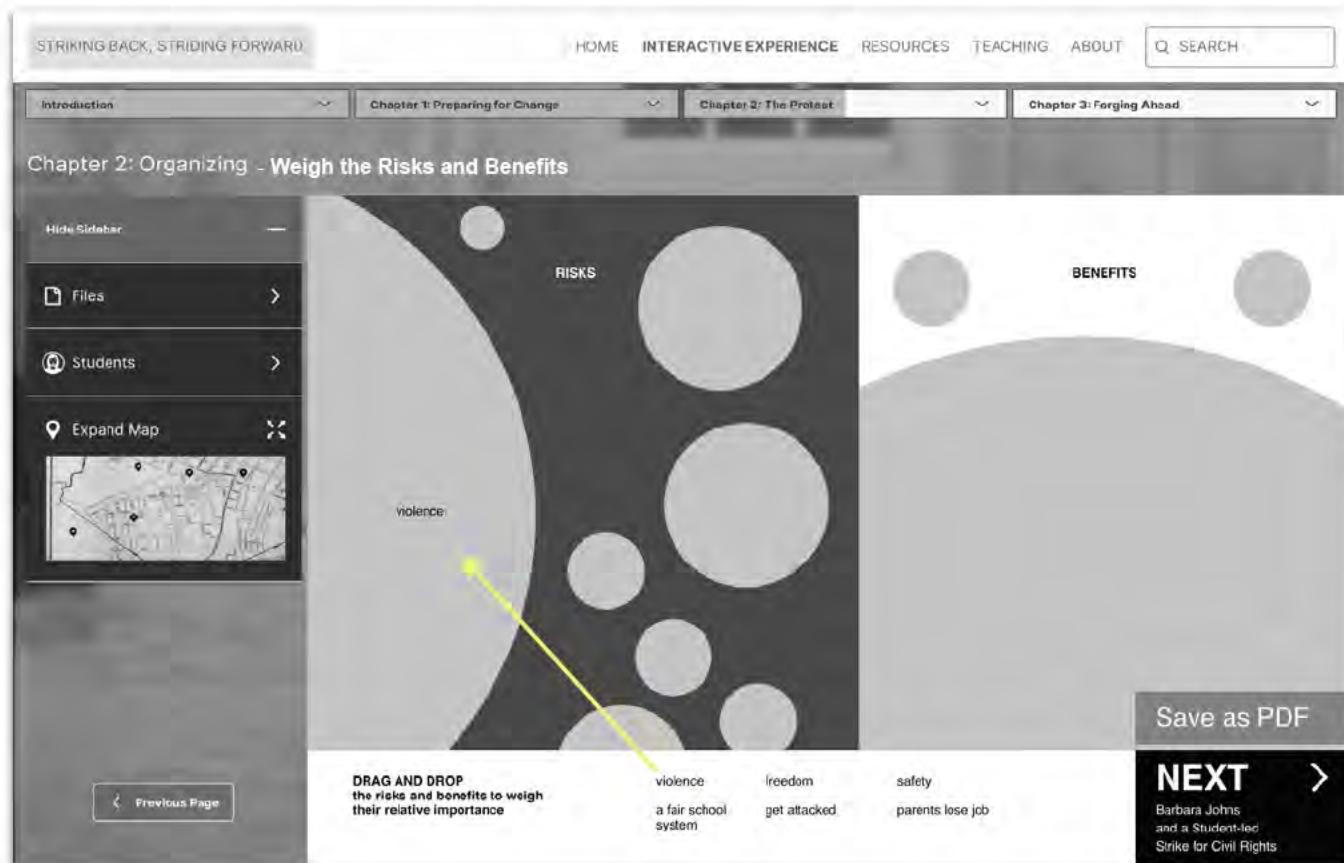 STRIKING BACK, STRIDING FORWARD
HOME INTERACTIVE EXPERIENCE RESOURCES TEACHING ABOUT SEARCH
Introduction
Chapter 1: Preparing for Change
Chapter 2: The Protest
Chapter 3: Forging Ahead
Chapter 2: Organizing - Weigh the Risks and Benefits
Hide Sidebar
Files
Students
Expand Map
Previous Page
RISKS
violence
BENEFITS
DRAG AND DROP
the risks and benefits to weigh
their relative importance
violence freedom safety
a fair school get attacked parents lose job
system
Save as PDF
NEXT
Barbara Johns
and a Student-led
Strike for Civil Rights